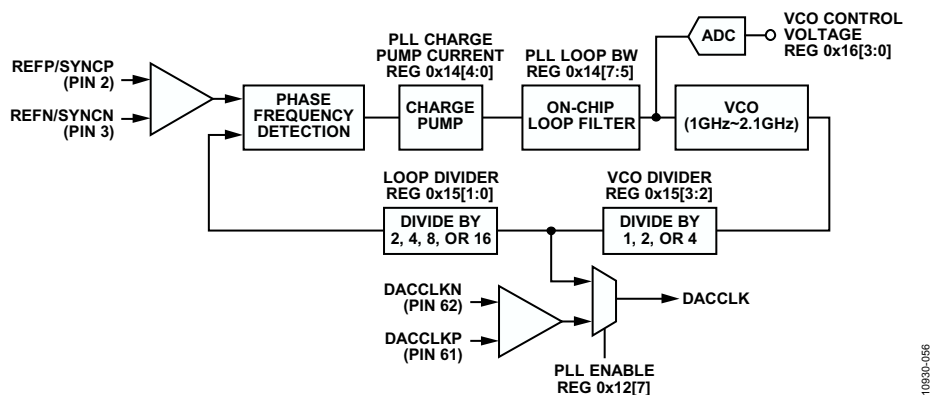 VCO CONTROL
VOLTAGE
REG 0x16[3:0]
ADC
PLL CHARGE
PUMP CURRENT
REG 0x14[4:0]
PLL LOOP BW
REG 0x14[7:5]
REFP/SYNCP
(PIN 2)
REFN/SYNCN
(PIN 3)
PHASE
FREQUENCY
DETECTION
CHARGE
PUMP
ON-CHIP
LOOP FILTER
VCO
(1GHz~2.1GHz)
LOOP DIVIDER
REG 0x15[1:0]
VCO DIVIDER
REG 0x15[3:2]
DIVIDE BY
2, 4, 8, OR 16
DIVIDE BY
1, 2, OR 4
DACCLKN
(PIN 62)
DACCLKP
(PIN 61)
DACCLK
PLL ENABLE
REG 0x12[7]
10930-056